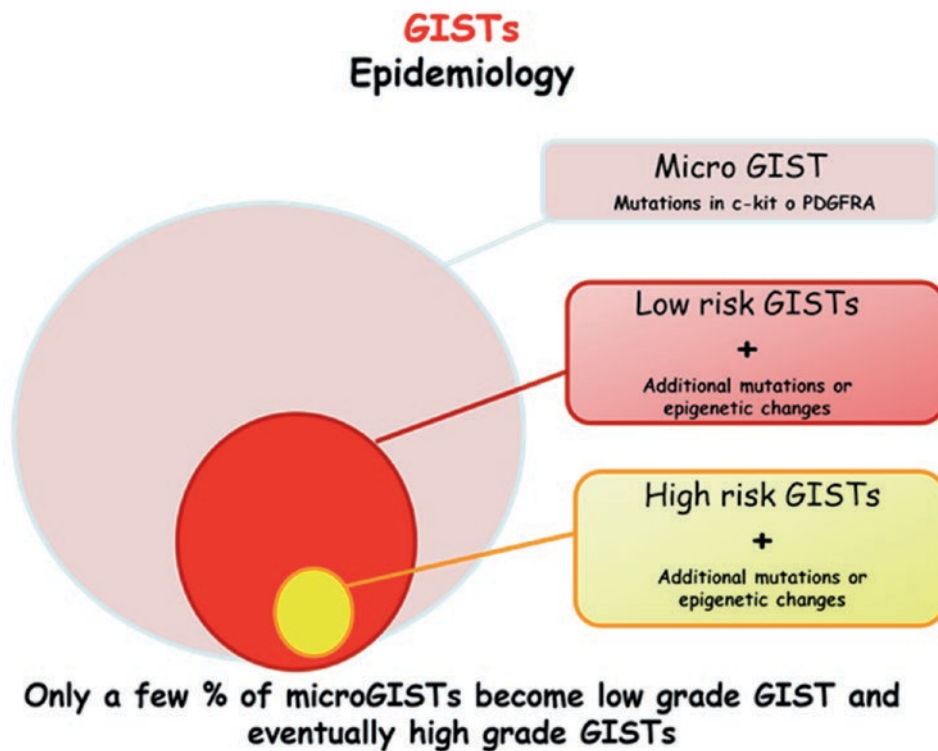 GISTs
Epidemiology
Micro GIST
Mutations in c-kit o PDGFRA
Low risk GISTs
+
Additional mutations or
epigenetic changes
High risk GISTs
+
Additional mutations or
epigenetic changes
Only a few % of microGISTs become low grade GIST and
eventually high grade GISTs